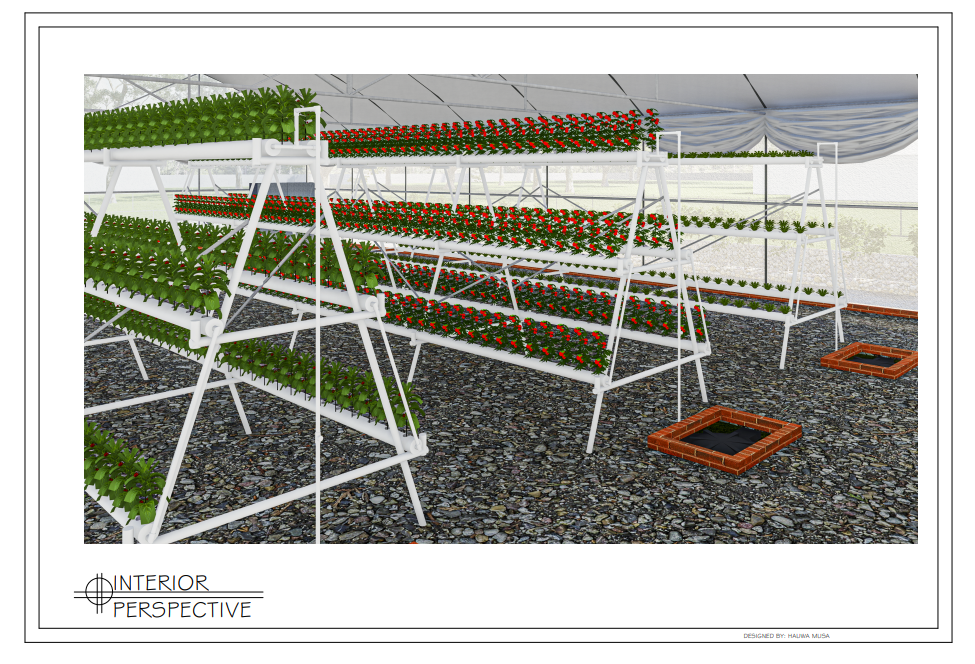 INTERIOR
PERSPECTIVE
DESIGNED BY: HAUWA MUSA